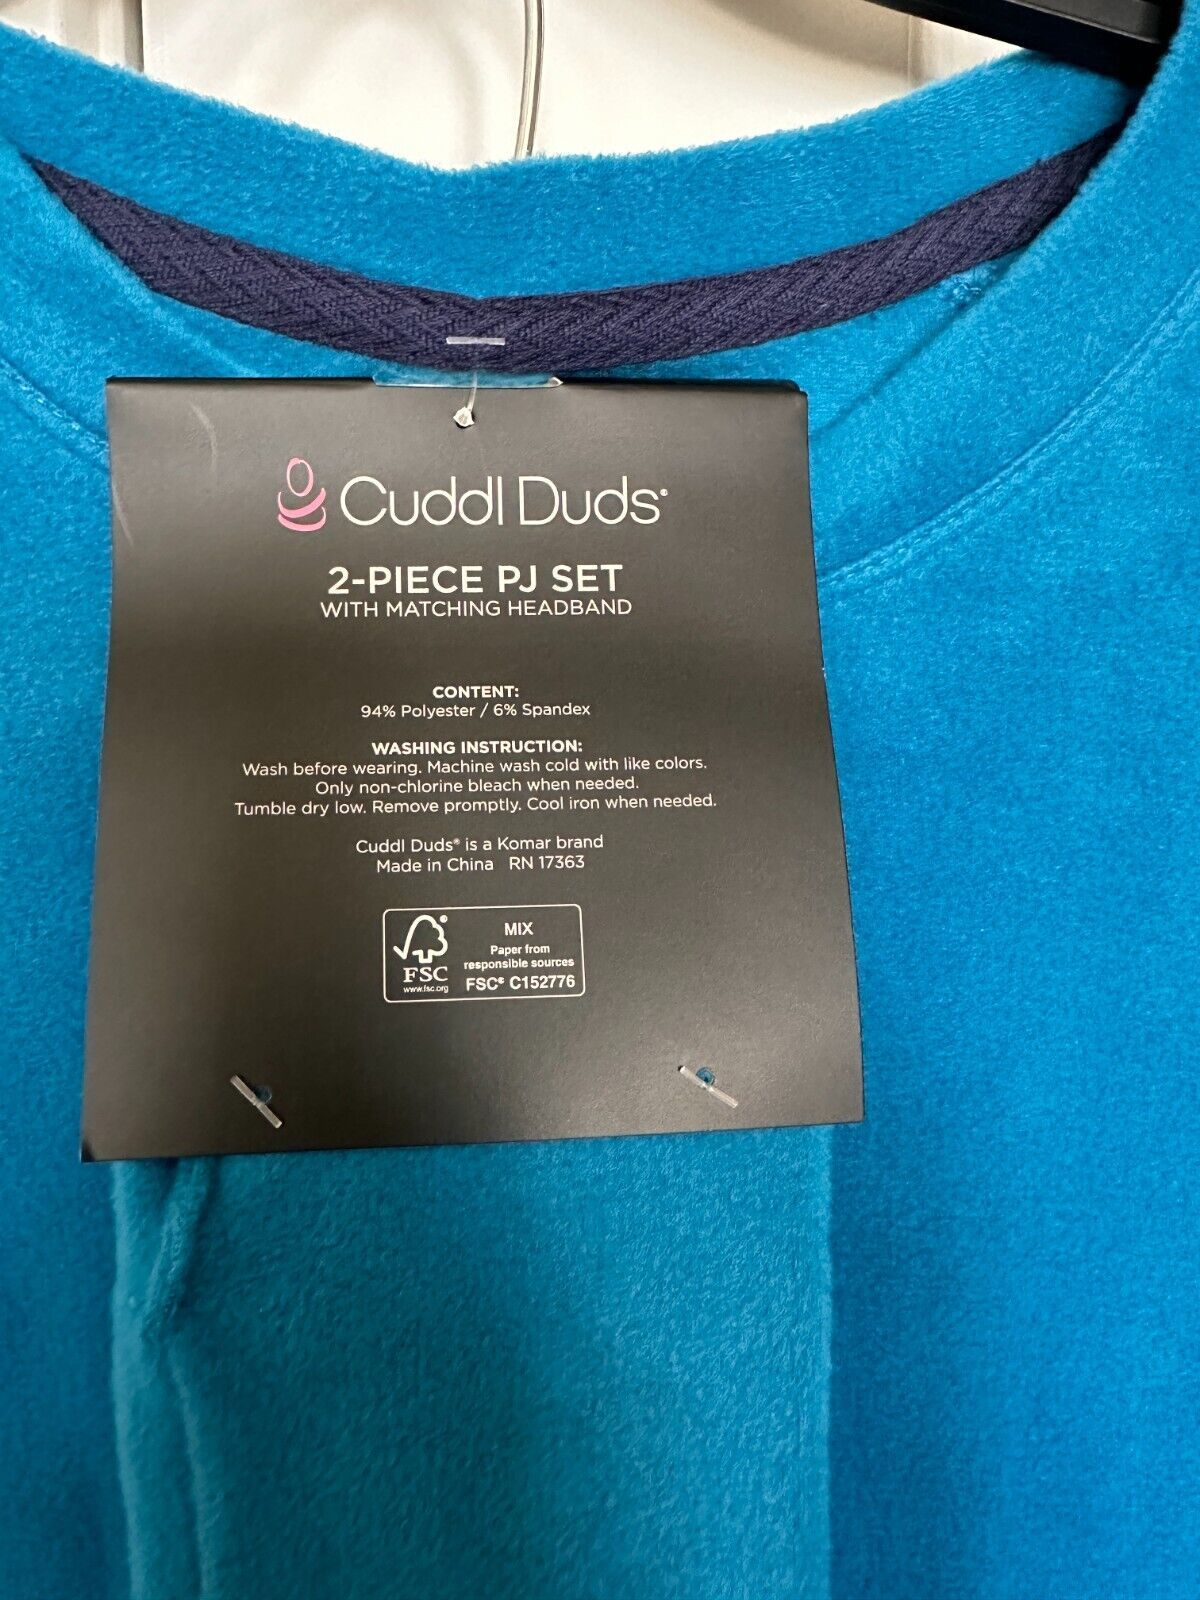 Cuddl Duds®
2-PIECE PJ SET
WITH MATCHING HEADBAND
CONTENT:
94% Polyester / 6% Spandex
WASHING INSTRUCTION:
Wash before wearing. Machine wash cold with like colors.
Only non-chlorine bleach when needed.
Tumble dry low. Remove promptly. Cool iron when needed.
Cuddl Duds® is a Komar brand
Made in China RN 17363
®
FSC
www.fsc.org
MIX
Paper from
responsible sources
FSC® C152776